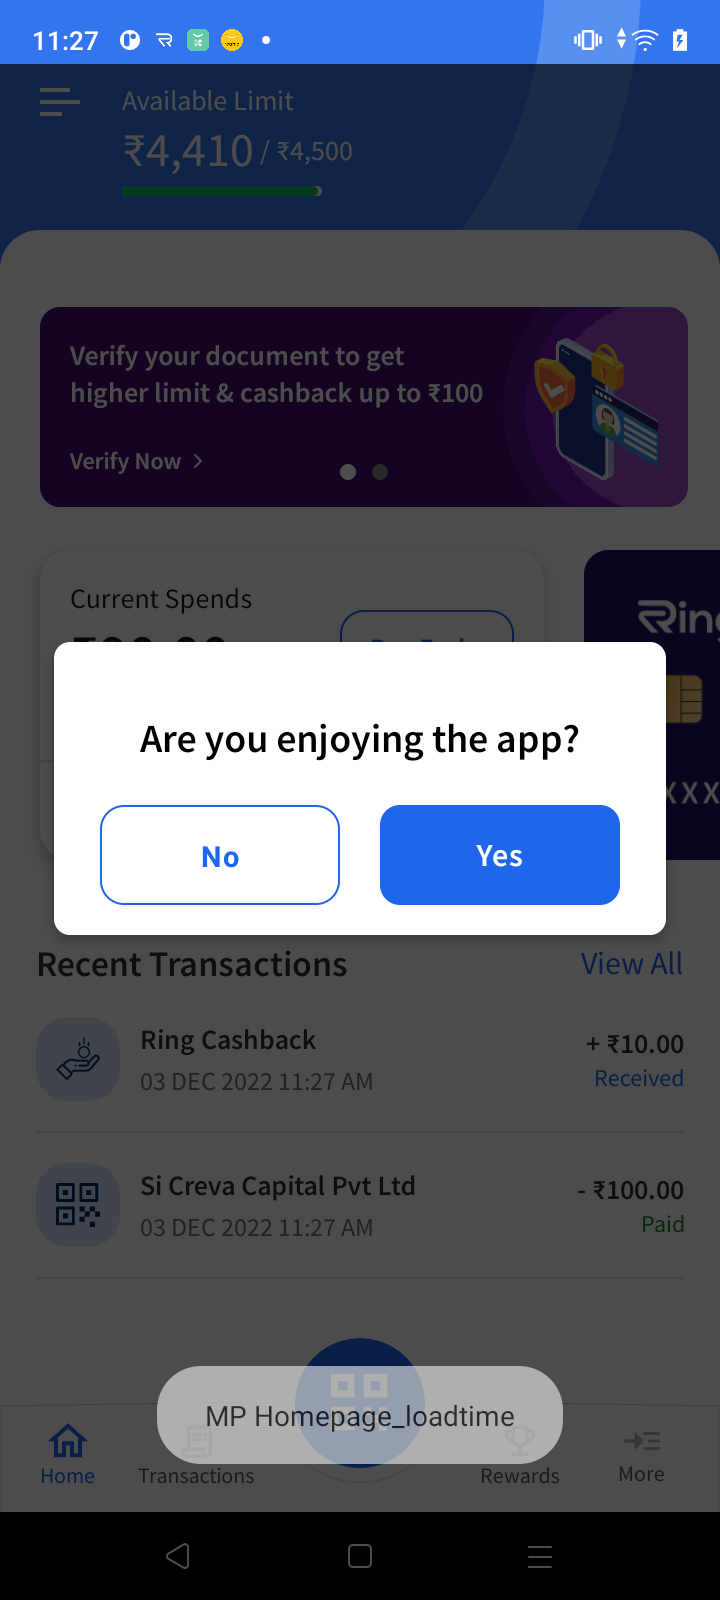 11:27
Available Limit
₹4,410 / ₹4,500
Verify your document to get
higher limit & cashback up to ₹100
Verify Now
Current Spends
Ring
XXX
Are you enjoying the app?
No
Yes
Recent Transactions
View All
Ring Cashback
+ ₹10.00
03 DEC 2022 11:27 AM
Received
Si Creva Capital Pvt Ltd
- ₹100.00
03 DEC 2022 11:27 AM
Paid
MP Homepage_loadtime
Home
Transactions
Rewards
More